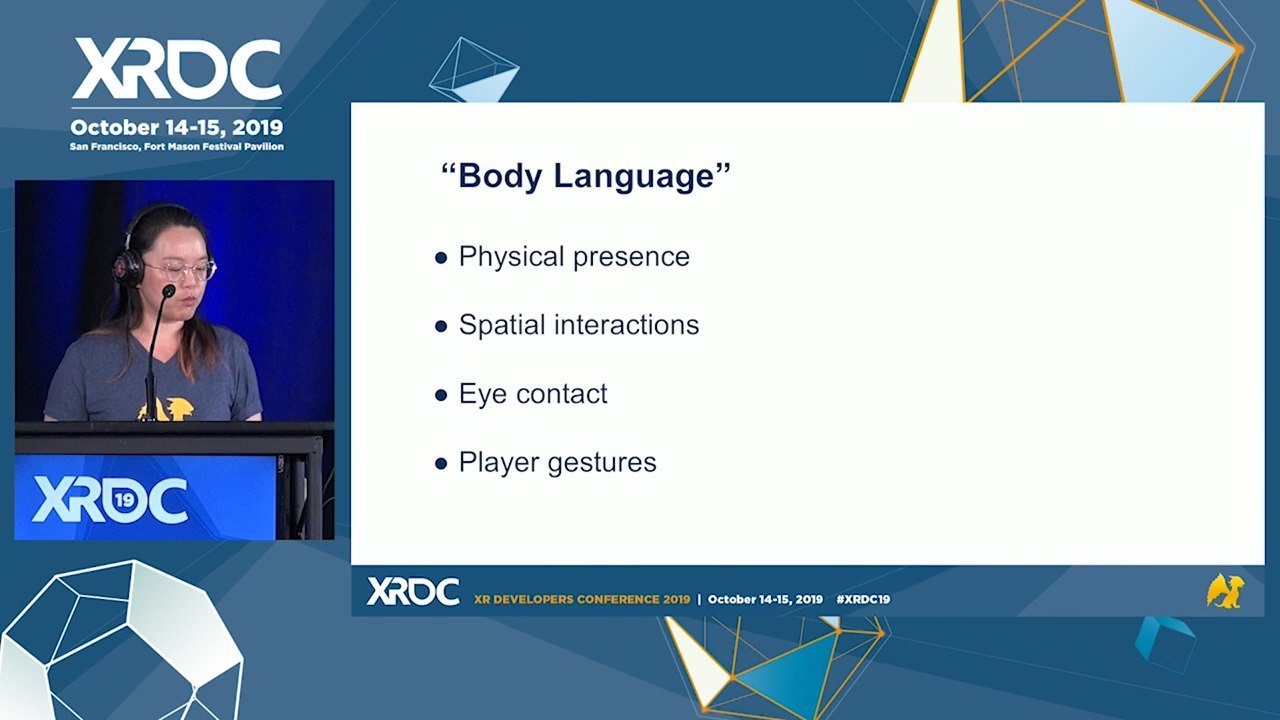 XRDC
October 14-15, 2019
San Francisco, Fort Mason Festival Pavilion
“Body Language”
● Physical presence
● Spatial interactions
● Eye contact
● Player gestures
XRDC 19
XRDC XR DEVELOPERS CONFERENCE 2019 | October 14-15, 2019 #XRDC19